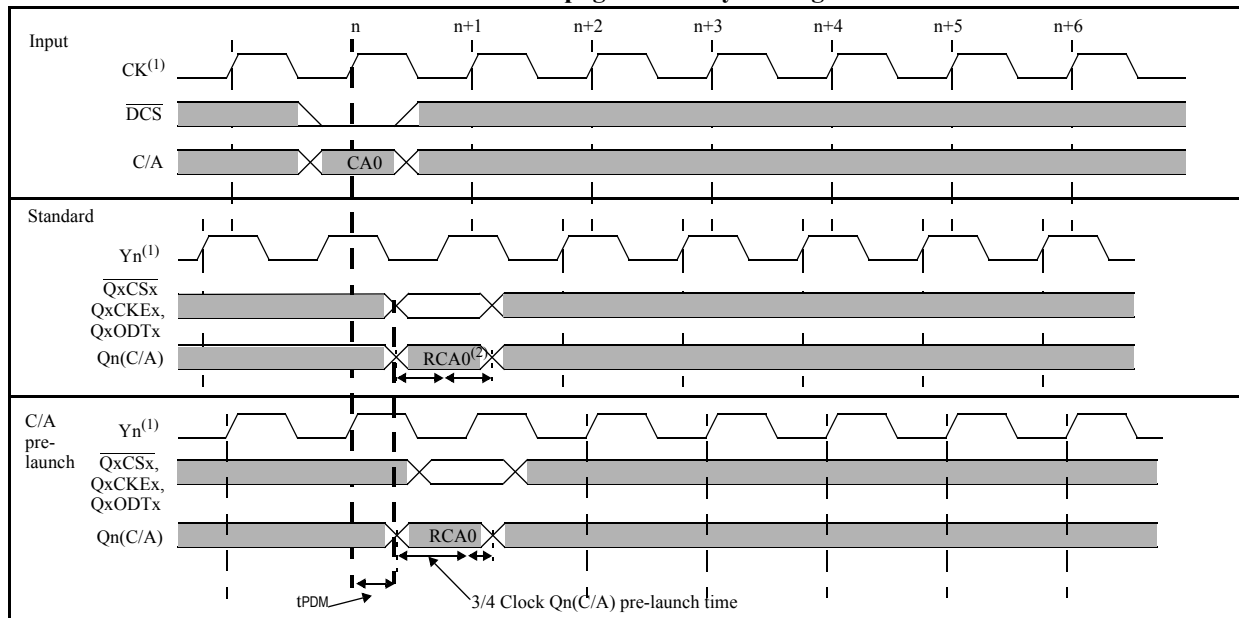 n n+1 n+2 n+3 n+4 n+5 n+6
Input
CK(1)
DCS
C/A CA0
Standard
Yn(1)
QxCSx
QxCKEx,
QxODTx
Qn(C/A) RCA0(2)
C/A
pre-
launch
Yn(1)
QxCSx,
QxCKEx,
QxODTx
Qn(C/A) RCA0
tPDM 3/4 Clock Qn(C/A) pre-launch time